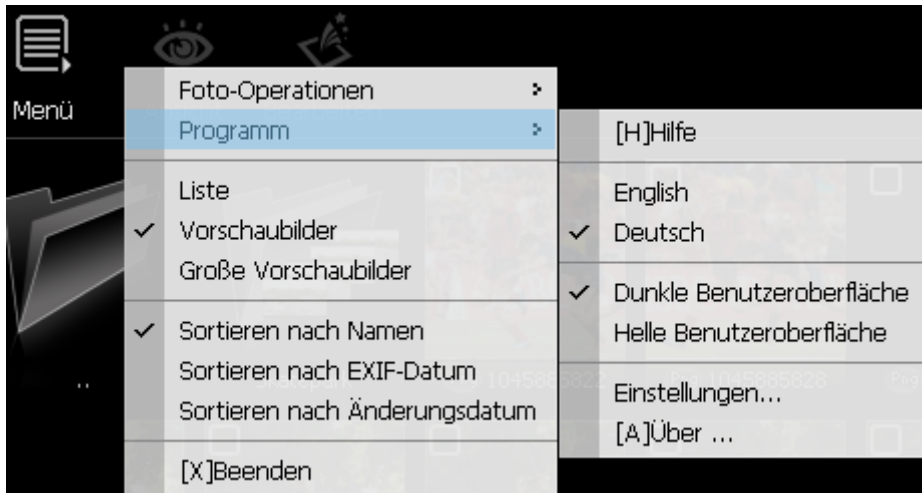 Menü
Foto-Operationen
Programm
Liste
Vorschaubilder
Große Vorschaubilder
Sortieren nach Namen
Sortieren nach EXIF-Datum
Sortieren nach Änderungsdatum
[X]Beenden
[H]Hilfe
English
Deutsch
Dunkle Benutzeroberfläche
Helle Benutzeroberfläche
Einstellungen...
[A]Über ...
..